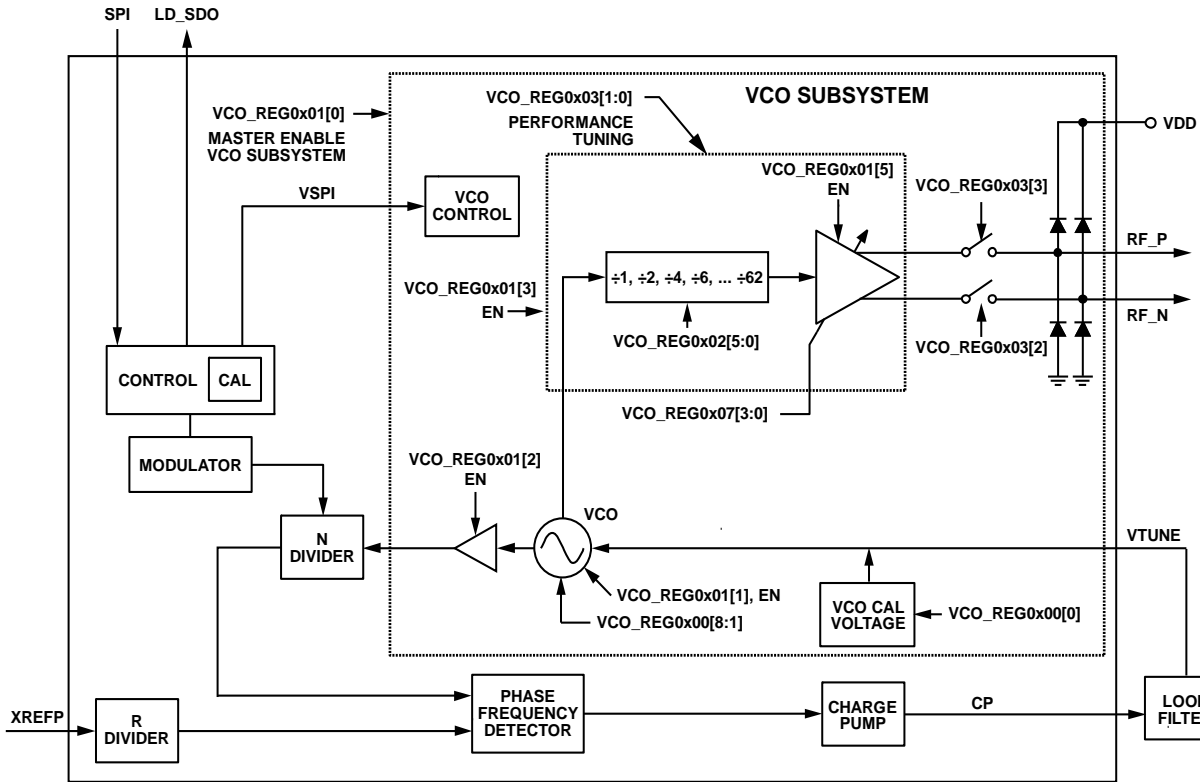 SPI
LD_SDO
VCO SUBSYSTEM
VCO_REG0x03[1:0]
PERFORMANCE
TUNING
VCO_REG0x01[0]
MASTER ENABLE
VCO SUBSYSTEM
VDD
VCO_REG0x01[5]
EN
VCO_REG0x03[3]
VSPI
VCO
CONTROL
RF_P
÷1, ÷2, ÷4, ÷6, ... ÷62
VCO_REG0x01[3]
EN
RF_N
VCO_REG0x02[5:0]
VCO_REG0x03[2]
CONTROL
CAL
VCO_REG0x07[3:0]
MODULATOR
VCO_REG0x01[2]
EN
VCO
N
DIVIDER
VTUNE
VCO_REG0x01[1], EN
VCO_REG0x00[8:1]
VCO CAL
VOLTAGE
VCO_REG0x00[0]
XREFP
R
DIVIDER
PHASE
FREQUENCY
DETECTOR
CHARGE
PUMP
CP